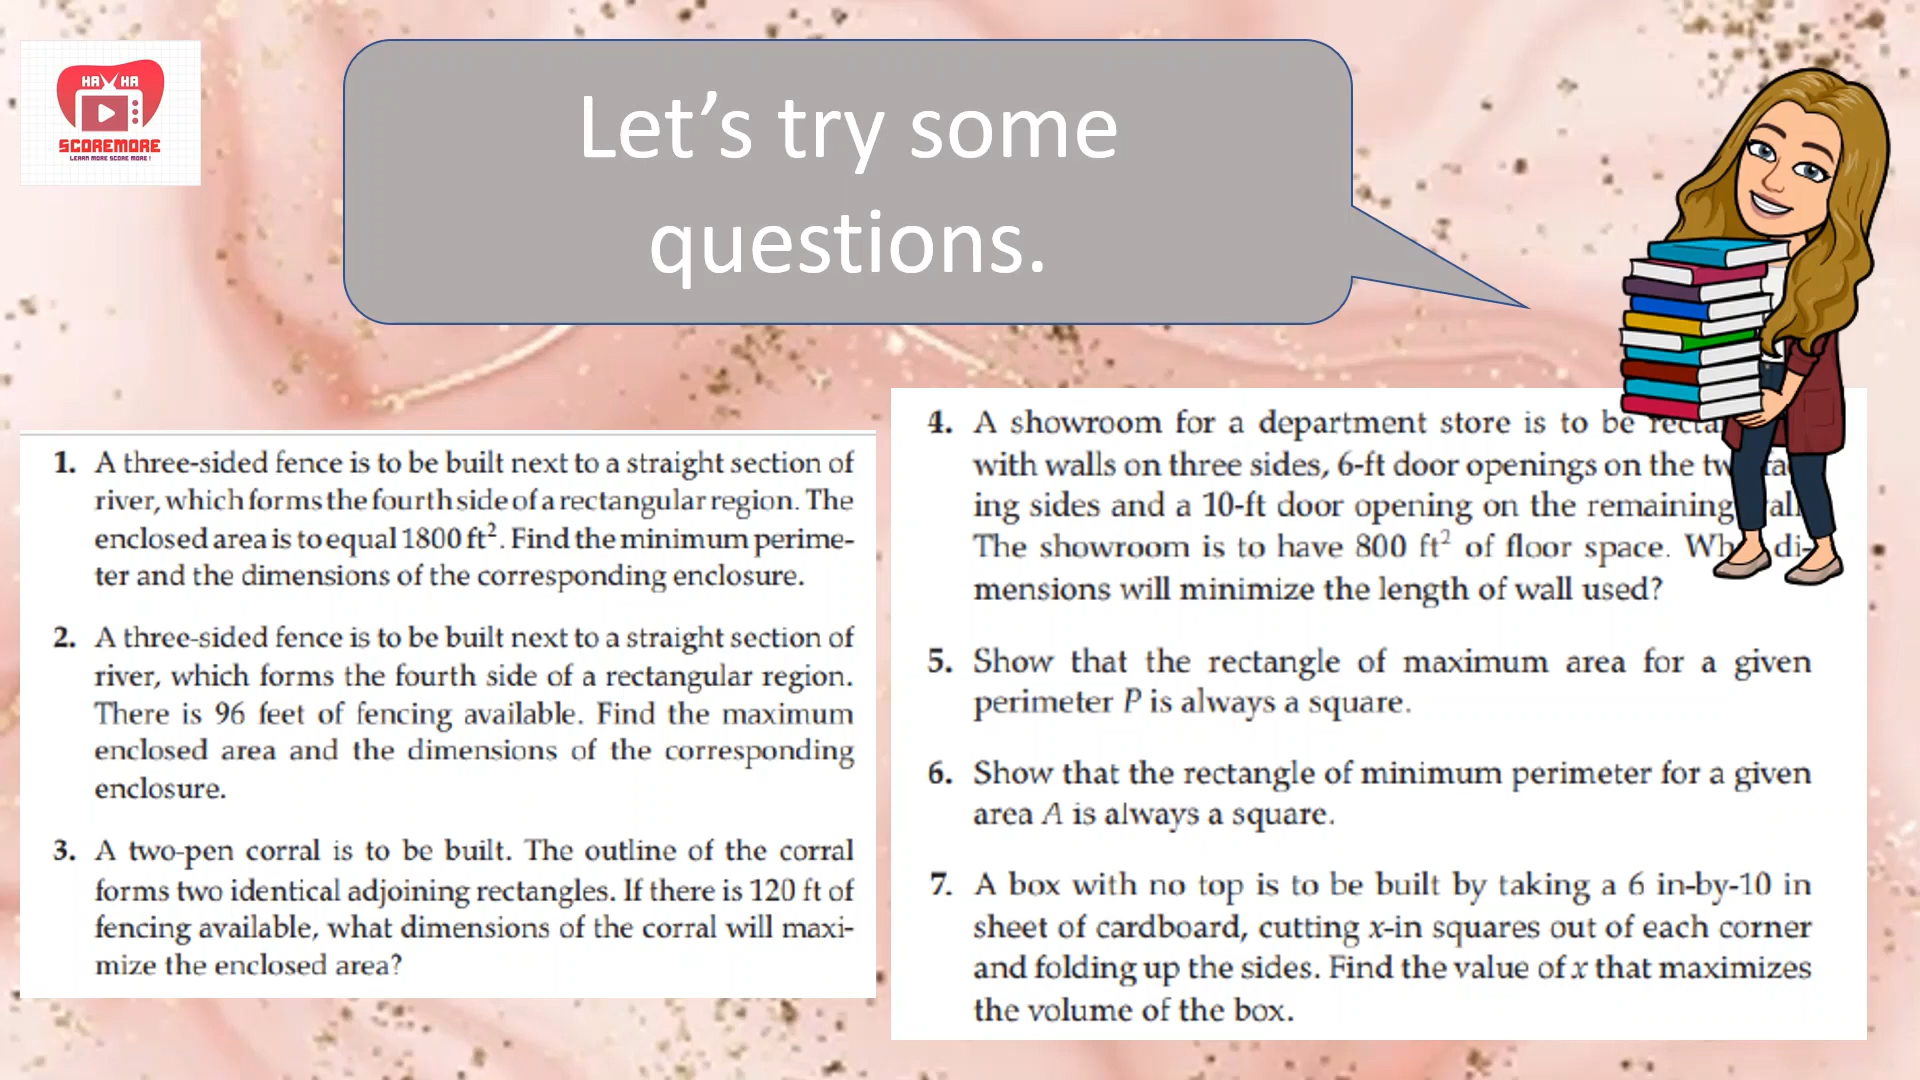 HA HA
SCOREMORE
LEARN MORE SCORE MORE !
Let’s try some
questions.
1. A three-sided fence is to be built next to a straight section of
river, which forms the fourth side of a rectangular region. The
enclosed area is to equal 1800 ft². Find the minimum perime-
ter and the dimensions of the corresponding enclosure.
2. A three-sided fence is to be built next to a straight section of
river, which forms the fourth side of a rectangular region.
There is 96 feet of fencing available. Find the maximum
enclosed area and the dimensions of the corresponding
enclosure.
3. A two-pen corral is to be built. The outline of the corral
forms two identical adjoining rectangles. If there is 120 ft of
fencing available, what dimensions of the corral will maxi-
mize the enclosed area?
4. A showroom for a department store is to be
with walls on three sides, 6-ft door openings on the
ing sides and a 10-ft door opening on the remaining
The showroom is to have 800 ft² of floor space. di-
mensions will minimize the length of wall used?
5. Show that the rectangle of maximum area for a given
perimeter P is always a square.
6. Show that the rectangle of minimum perimeter for a given
area A is always a square.
7. A box with no top is to be built by taking a 6 in-by-10 in
sheet of cardboard, cutting x-in squares out of each corner
and folding up the sides. Find the value of x that maximizes
the volume of the box.